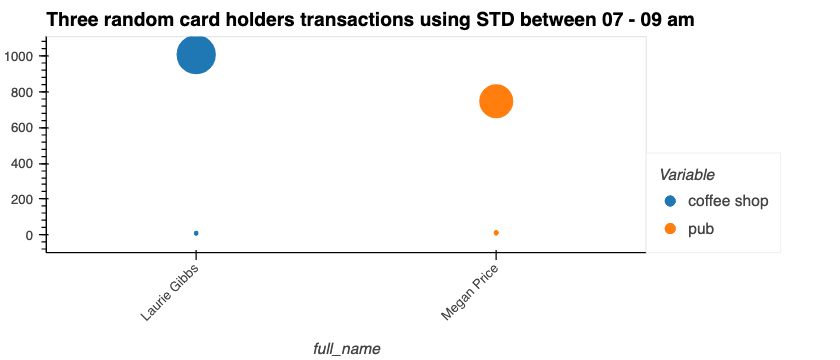 Three random card holders transactions using STD between 07 - 09 am
1000
800
600
400
200
0
Variable
coffee shop
pub
Laurie Gibbs
Megan Price
full_name